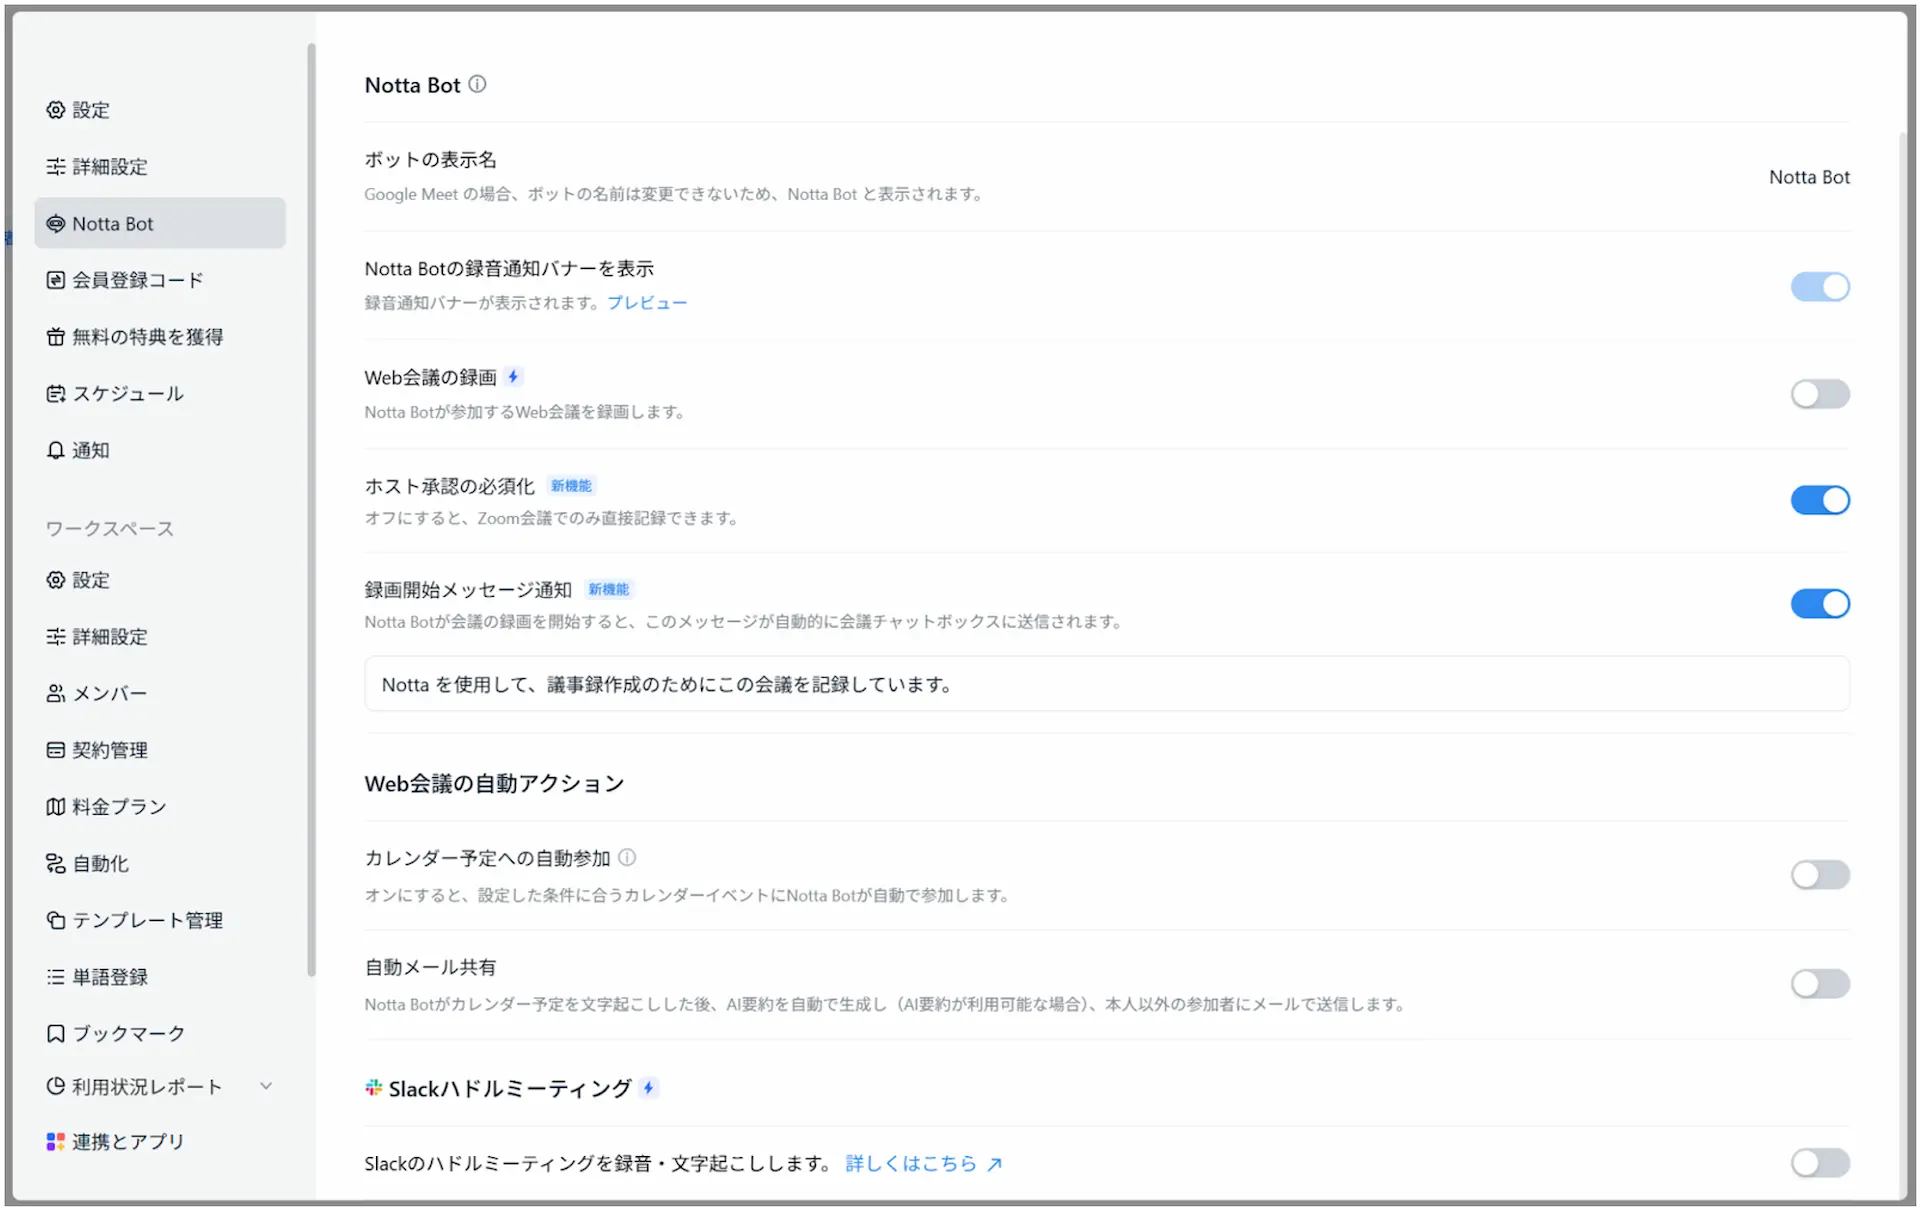 設定
詳細設定
Notta Bot
会員登録コード
無料の特典を獲得
スケジュール
通知
ワークスペース
設定
詳細設定
メンバー
契約管理
料金プラン
自動化
テンプレート管理
単語登録
ブックマーク
利用状況レポート
連携とアプリ
Notta Bot
ボットの表示名
Google Meet の場合、ボットの名前は変更できないため、Notta Bot と表示されます。
Notta Bot
Notta Botの録音通知バナーを表示
録音通知バナーが表示されます。プレビュー
Web会議の録画
Notta Botが参加するWeb会議を録画します。
ホスト承認の必須化 新機能
オフにすると、Zoom会議でのみ直接記録できます。
録画開始メッセージ通知 新機能
Notta Botが会議の録画を開始すると、このメッセージが自動的に会議チャットボックスに送信されます。
Notta を使用して、議事録作成のためにこの会議を記録しています。
Web会議の自動アクション
カレンダー予定への自動参加
オンにすると、設定した条件に合うカレンダーイベントにNotta Botが自動で参加します。
自動メール共有
Notta Botがカレンダー予定を文字起こしした後、AI要約を自動で生成し（AI要約が利用可能な場合）、本人以外の参加者にメールで送信します。
Slackハドルミーティング
Slackのハドルミーティングを録音・文字起こしします。 詳しくはこちら